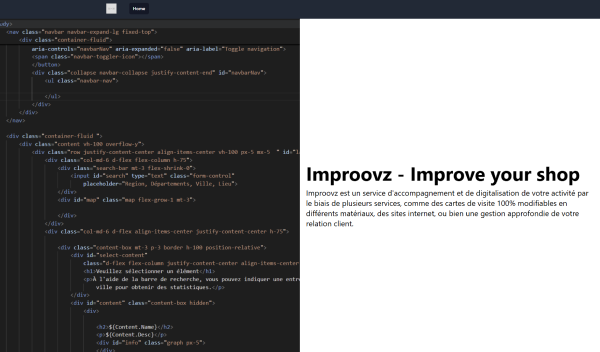 Home
<nav class="navbar navbar-expand-lg fixed-top">
<div class="container-fluid">
aria-controls="navbarNav" aria-expanded="false" aria-label="Toggle navigation">
<span class="navbar-toggler-icon"></span>
</button>
<div class="collapse navbar-collapse justify-content-end" id="navbarNav">
<ul class="navbar-nav">
</ul>
</div>
</div>
</nav>
<div class="container-fluid ">
<div class="content vh-100 overflow-y">
<div class="row justify-content-center align-items-center vh-100 px-5 mx-5 " id="l
<div class="col-md-6 d-flex flex-column h-75">
<div class="search-bar mt-3 flex-shrink-0">
<input id="search" type="text" class="form-control"
placeholder="Region, Départements, Ville, Lieu">
</div>
<div id="map" class="map flex-grow-1 mt-3">
</div>
</div>
<div class="col-md-6 d-flex align-items-center justify-content-center h-75">
<div class="content-box mt-3 p-3 border h-100 position-relative">
<div id="select-content"
class="d-flex flex-column justify-content-center align-items-center
<h1>Veuillez sélectionner un élément</h1>
<p>À l'aide de la barre de recherche, vous pouvez indiquer une entre
ville pour obtenir des statistiques.</p>
</div>
<div id="content" class="content-box hidden">
<div>
<h2>${Content.Name}</h2>
<p>${Content.Desc}</p>
<div id="info" class="graph px-5">
</div>
Improovz - Improve your shop
Improovz est un service d'accompagnement et de digitalisation de votre activité par
le biais de plusieurs services, comme des cartes de visite 100% modifiables en
différents matériaux, des sites internet, ou bien une gestion approfondie de votre
relation client.